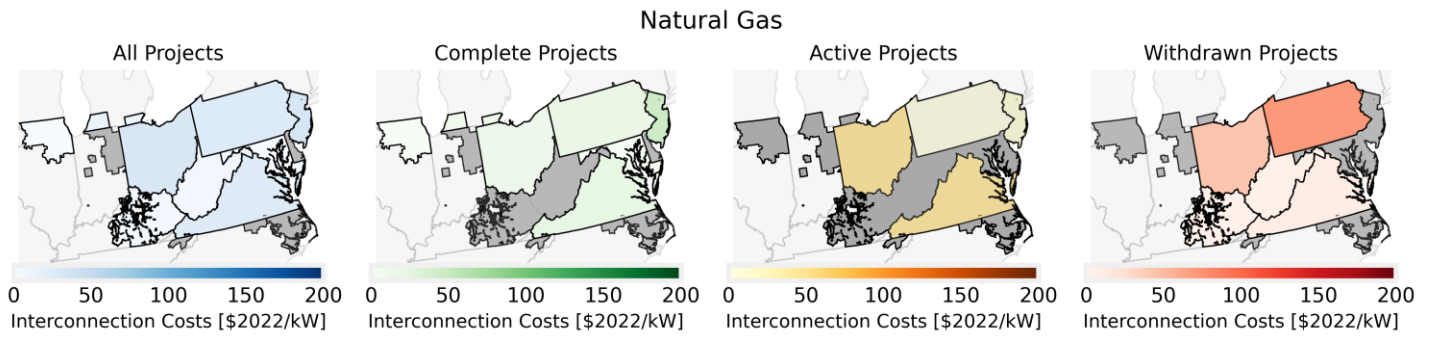 Natural Gas
All Projects
Complete Projects
Active Projects
Withdrawn Projects
0 50 100 150 200
Interconnection Costs [$2022/kW]
0 50 100 150 200
Interconnection Costs [$2022/kW]
0 50 100 150 200
Interconnection Costs [$2022/kW]
0 50 100 150 200
Interconnection Costs [$2022/kW]